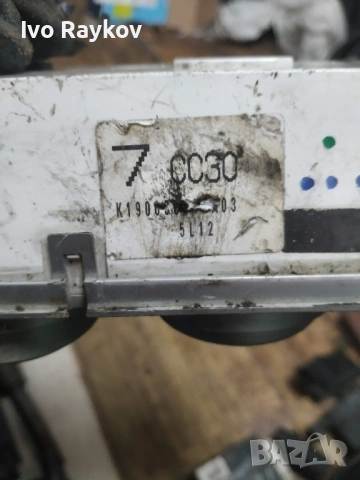 Ivo Raykov
7 CC30
5L12
BAZAR